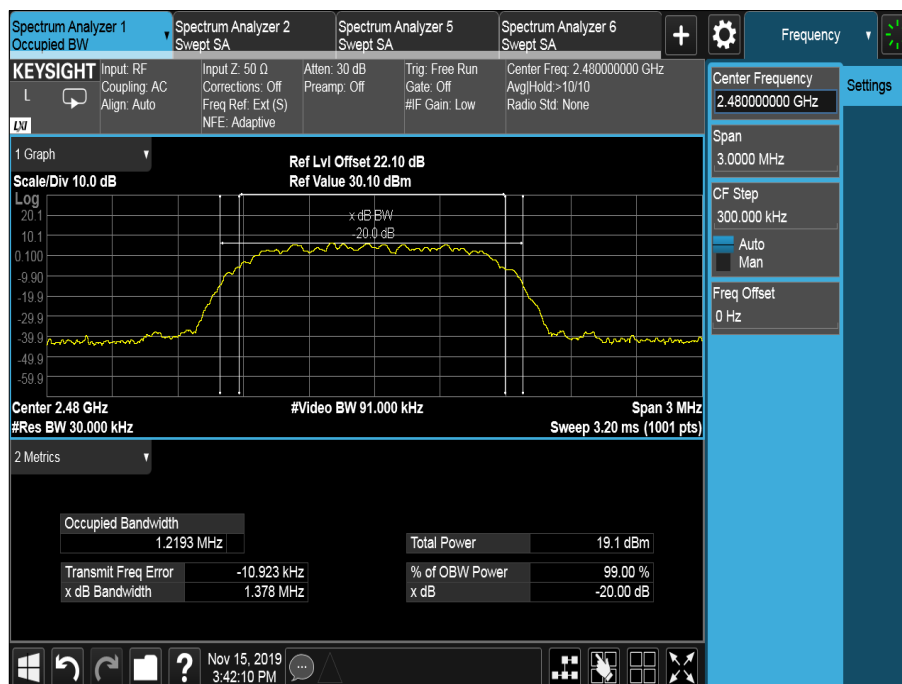 Spectrum Analyzer 1
Occupied BW
Spectrum Analyzer 2
Swept SA
Spectrum Analyzer 5
Swept SA
Spectrum Analyzer 6
Swept SA
+
Frequency
KEYSIGHT
L
LXI
Input: RF
Coupling: AC
Align: Auto
Input Z: 50 Ω
Corrections: Off
Freq Ref: Ext (S)
NFE: Adaptive
Atten: 30 dB
Preamp: Off
Trig: Free Run
Gate: Off
#IF Gain: Low
Center Freq: 2.480000000 GHz
Avg|Hold:>10/10
Radio Std: None
Center Frequency
2.480000000 GHz
Settings
Span
3.0000 MHz
CF Step
300.000 kHz
Auto
Man
Freq Offset
0 Hz
1 Graph
Scale/Div 10.0 dB
Ref Lvl Offset 22.10 dB
Ref Value 30.10 dBm
Log
20.1
10.1
0.100
-9.90
-19.9
-29.9
-39.9
-49.9
-59.9
x dB BW
-20.0 dB
Center 2.48 GHz
#Video BW 91.000 kHz
Span 3 MHz
#Res BW 30.000 kHz
Sweep 3.20 ms (1001 pts)
2 Metrics
Occupied Bandwidth
1.2193 MHz
Total Power 19.1 dBm
Transmit Freq Error -10.923 kHz
% of OBW Power 99.00 %
x dB Bandwidth 1.378 MHz
x dB -20.00 dB
?
Nov 15, 2019
3:42:10 PM